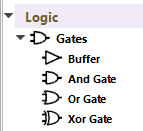 Logic
Gates
Buffer
And Gate
Or Gate
Xor Gate